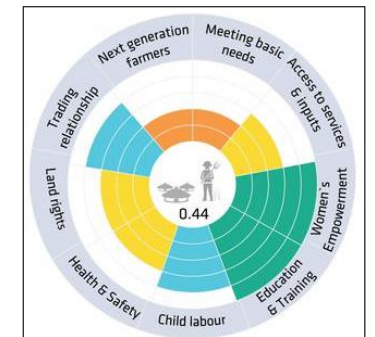 Next generation
farmers
Meeting basic
needs
Access to services
& inputs
Women`s
Empowerment
Education
& Training
Child labour
Health & Safety
Land rights
Trading
relationship
0.44